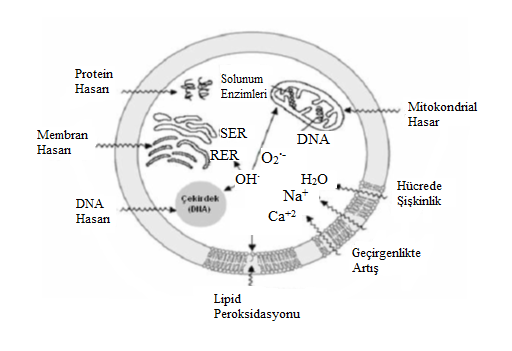 Protein
Hasarı
Solunum
Enzimleri
DNA
Mitokondrial
Hasar
Membran
Hasarı
SER
RER
O2•-
OH·
H2O
Na+
Ca+2
Hücrede
Şişkinlik
DNA
Hasarı
Çekirdek
(DNA)
Geçirgenlikte
Artış
Lipid
Peroksidasyonu